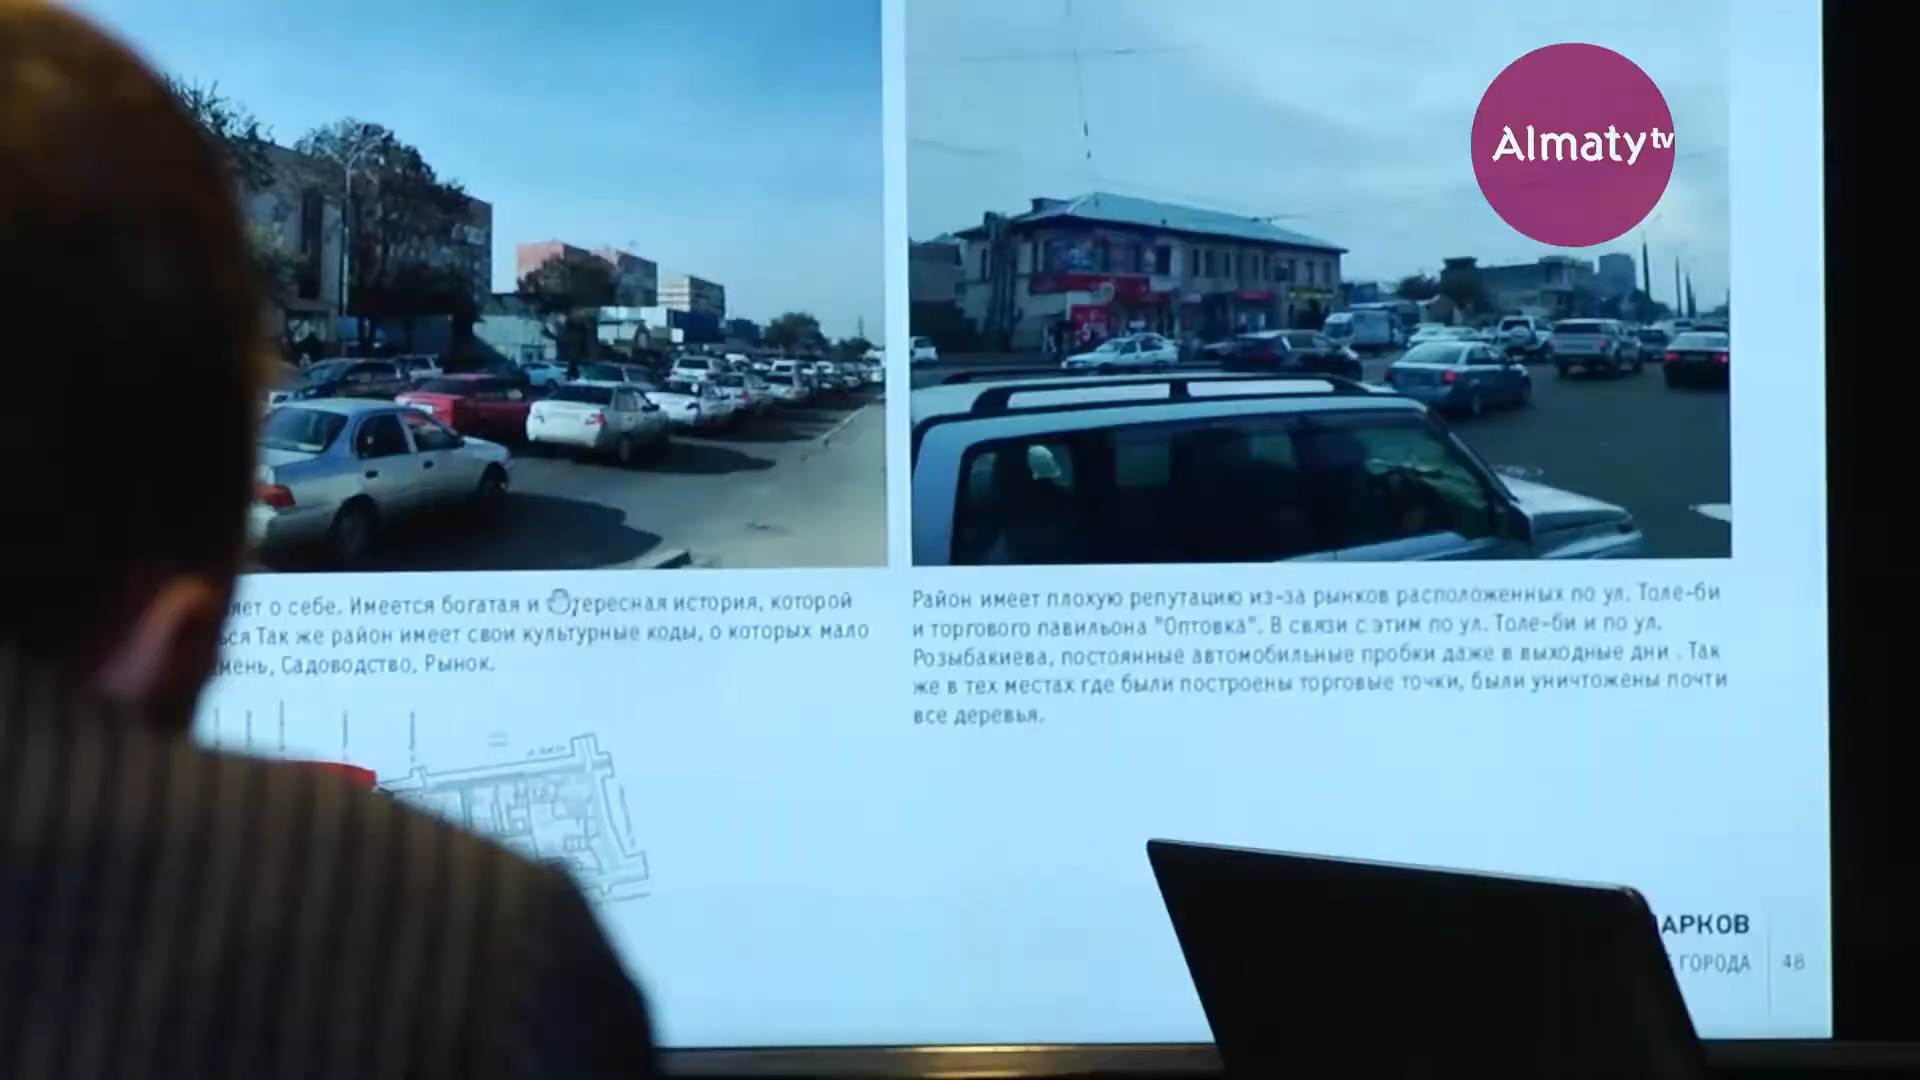 Almaty tv
о себе. Имеется богатая и тересная история, которой
Так же район имеет свои культурные коды, о которых мало
Садоводство, Рынок.
Район имеет плохую репутацию из-за рынков расположенных по ул. Толе-би
и торгового павильона "Оптовка". В связи с этим по ул. Толе-би и по ул.
Розыбакиева, постоянные автомобильные пробки даже в выходные дни . Так
же в тех местах где были построены торговые точки, были уничтожены почти
все деревья.
АРКОВ
ГОРОДА
48